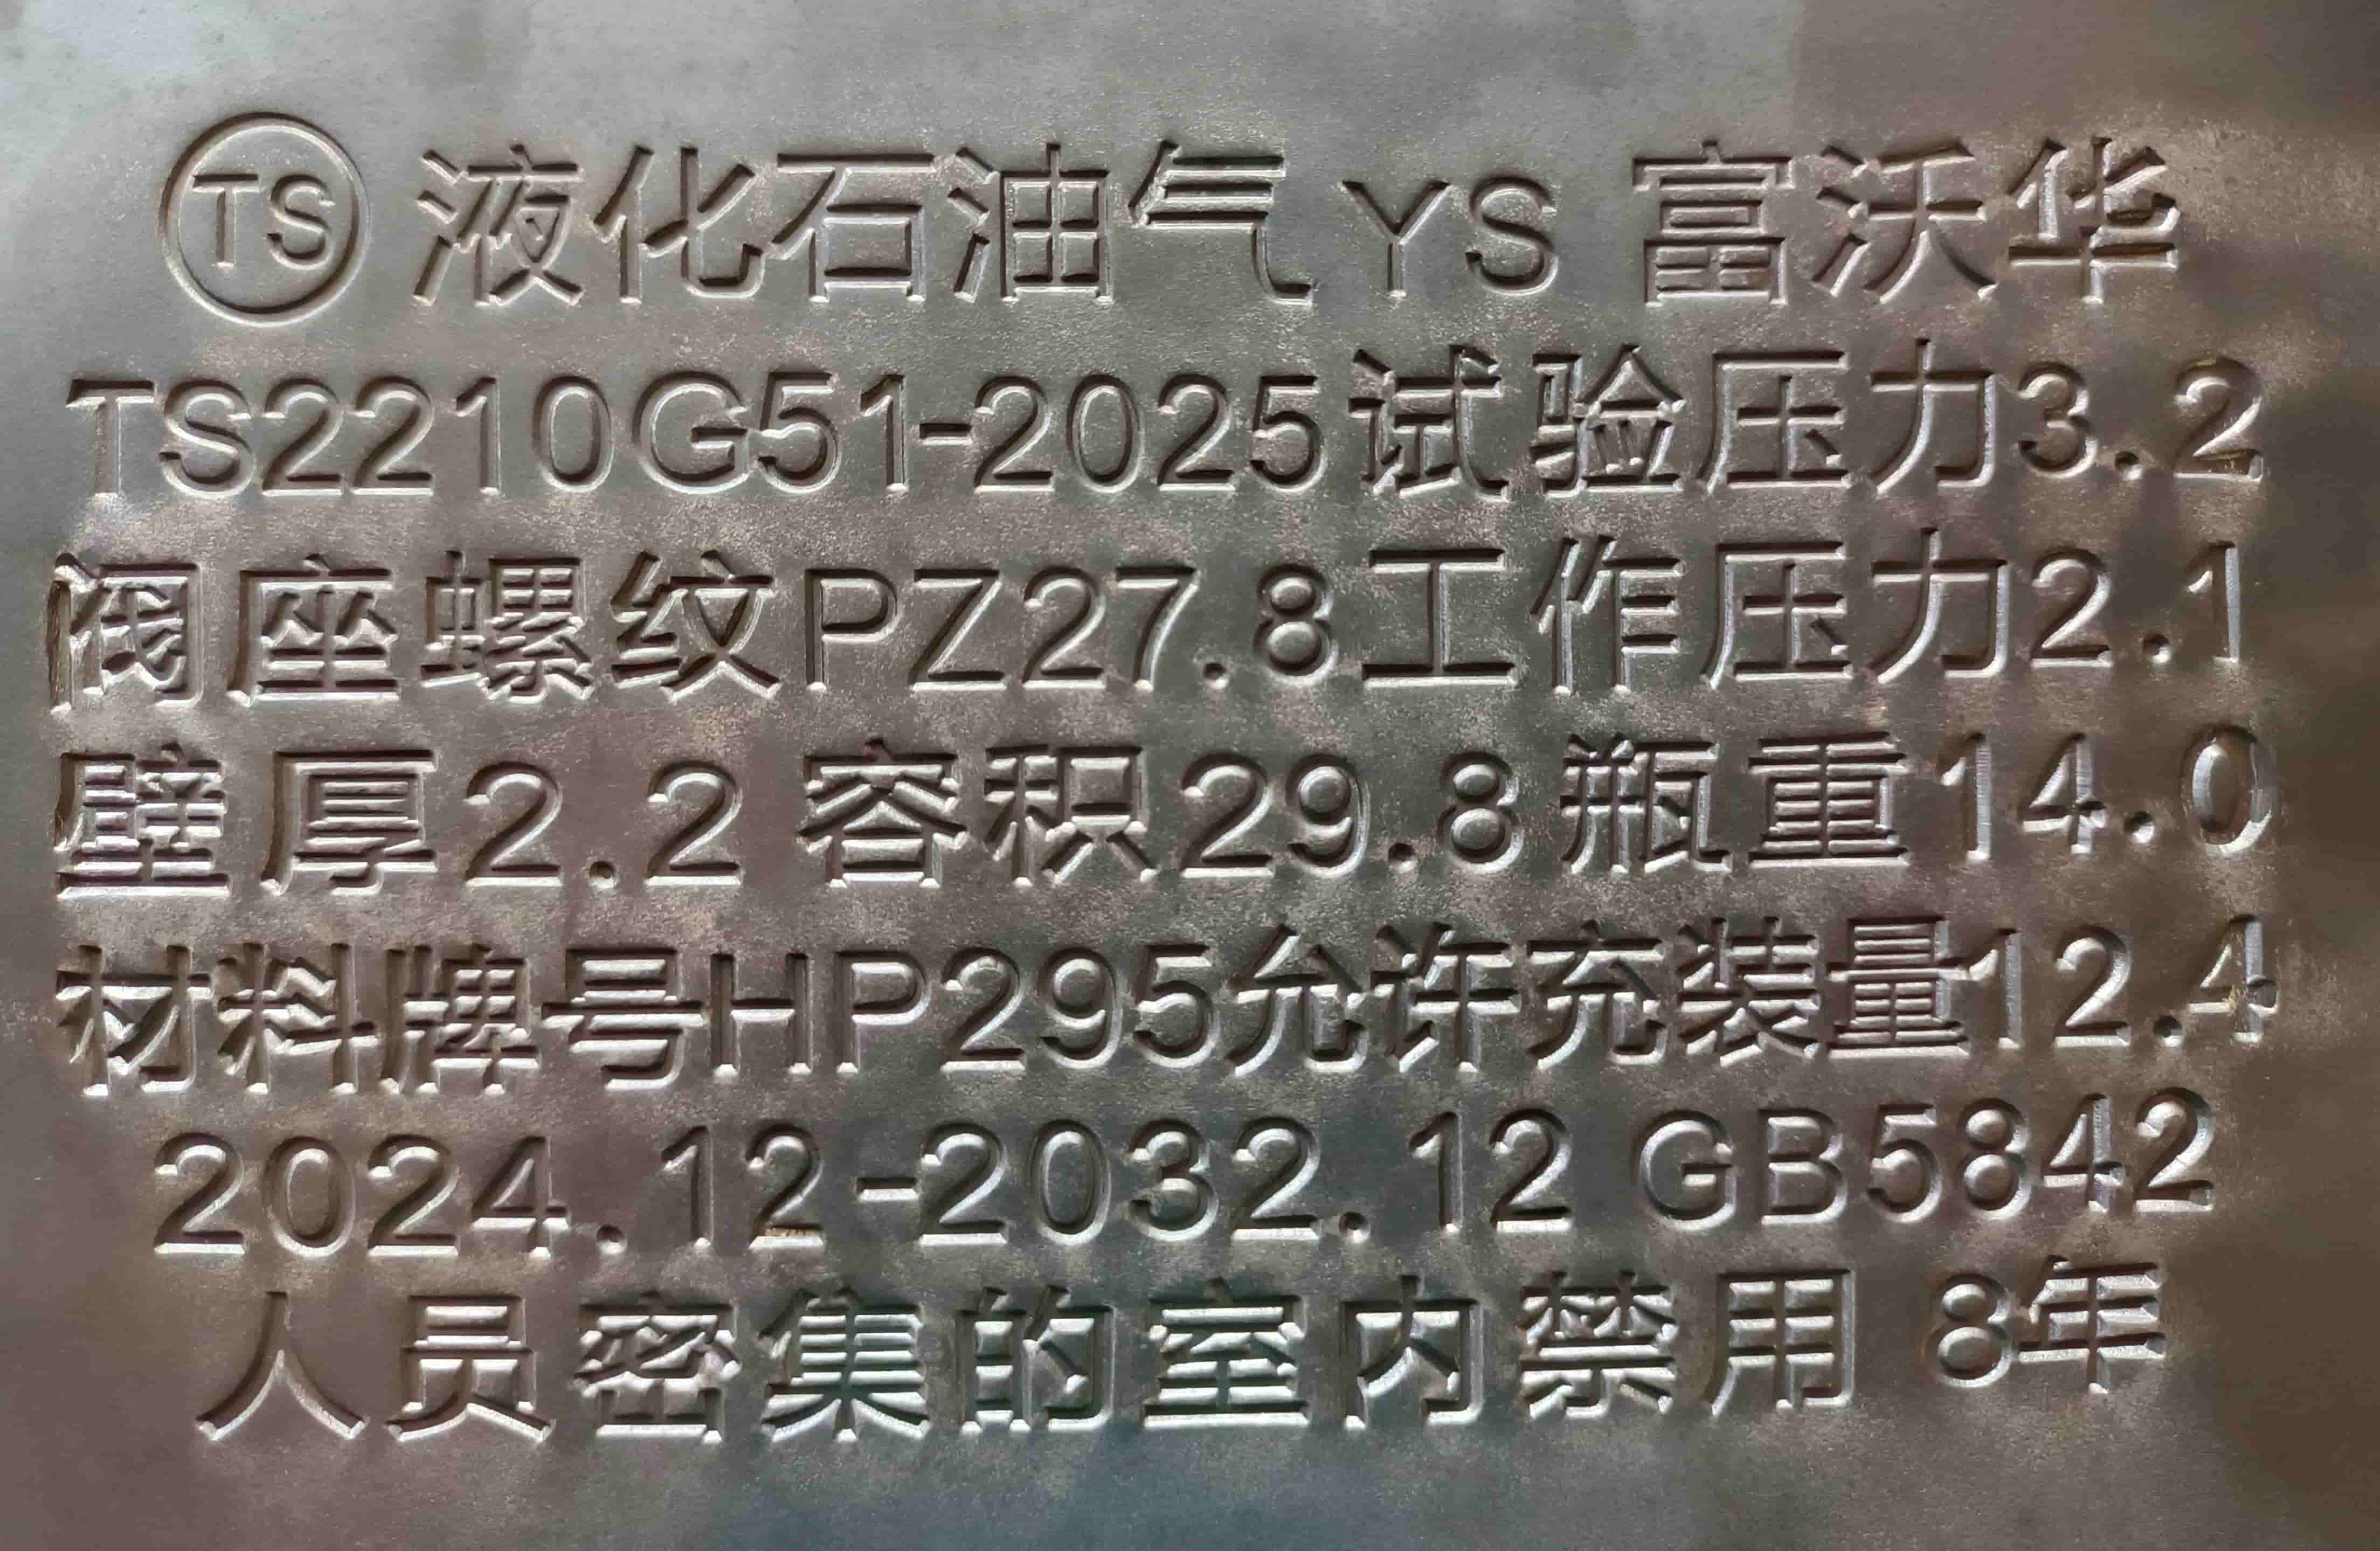 TS 液化石油气 YS 富沃华
TS2210G51-2025试验压力3.2
阀座螺纹PZ27.8工作压力2.1
壁厚2.2 容积29.8 瓶重14.0
材料牌号HP295允许充装量12.4
2024.12-2032.12 GB5842
人员密集的室内禁用 8年